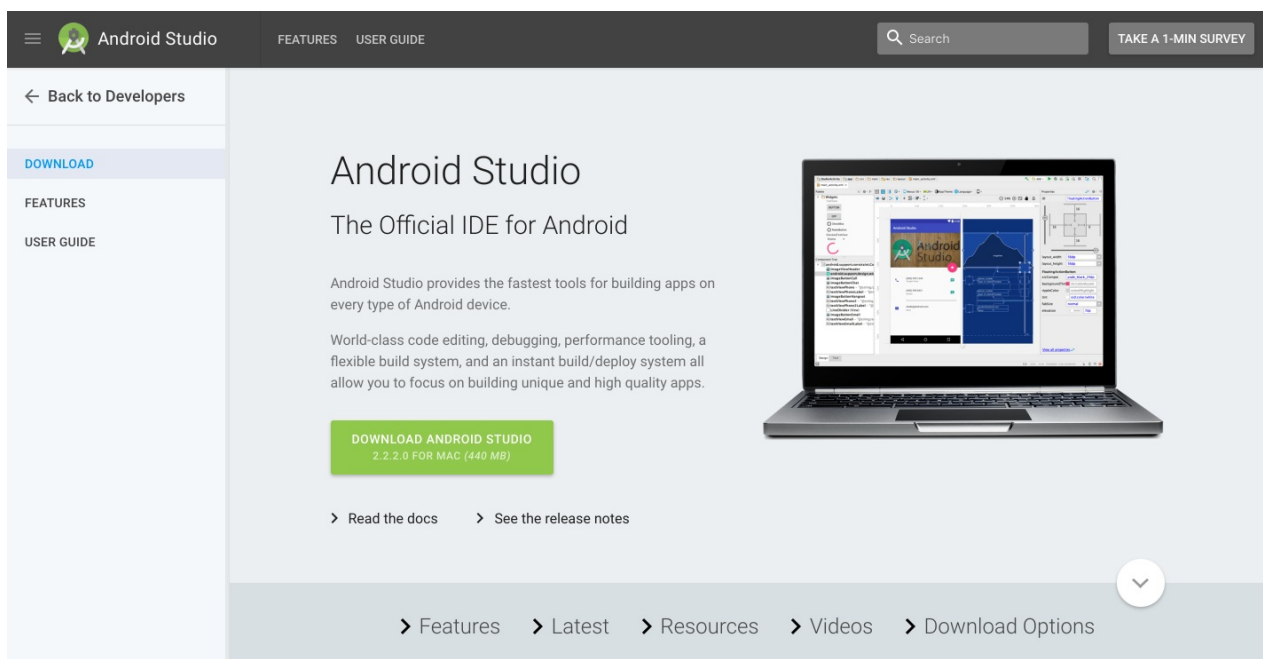 Android Studio
FEATURES
USER GUIDE
Search
TAKE A 1-MIN SURVEY
Back to Developers
DOWNLOAD
FEATURES
USER GUIDE
Android Studio
The Official IDE for Android
Android Studio provides the fastest tools for building apps on
every type of Android device.
World-class code editing, debugging, performance tooling, a
flexible build system, and an instant build/deploy system all
allow you to focus on building unique and high quality apps.
DOWNLOAD ANDROID STUDIO
2.2.2.0 FOR MAC (440 MB)
Read the docs
See the release notes
Android
Studio
Features
Latest
Resources
Videos
Download Options